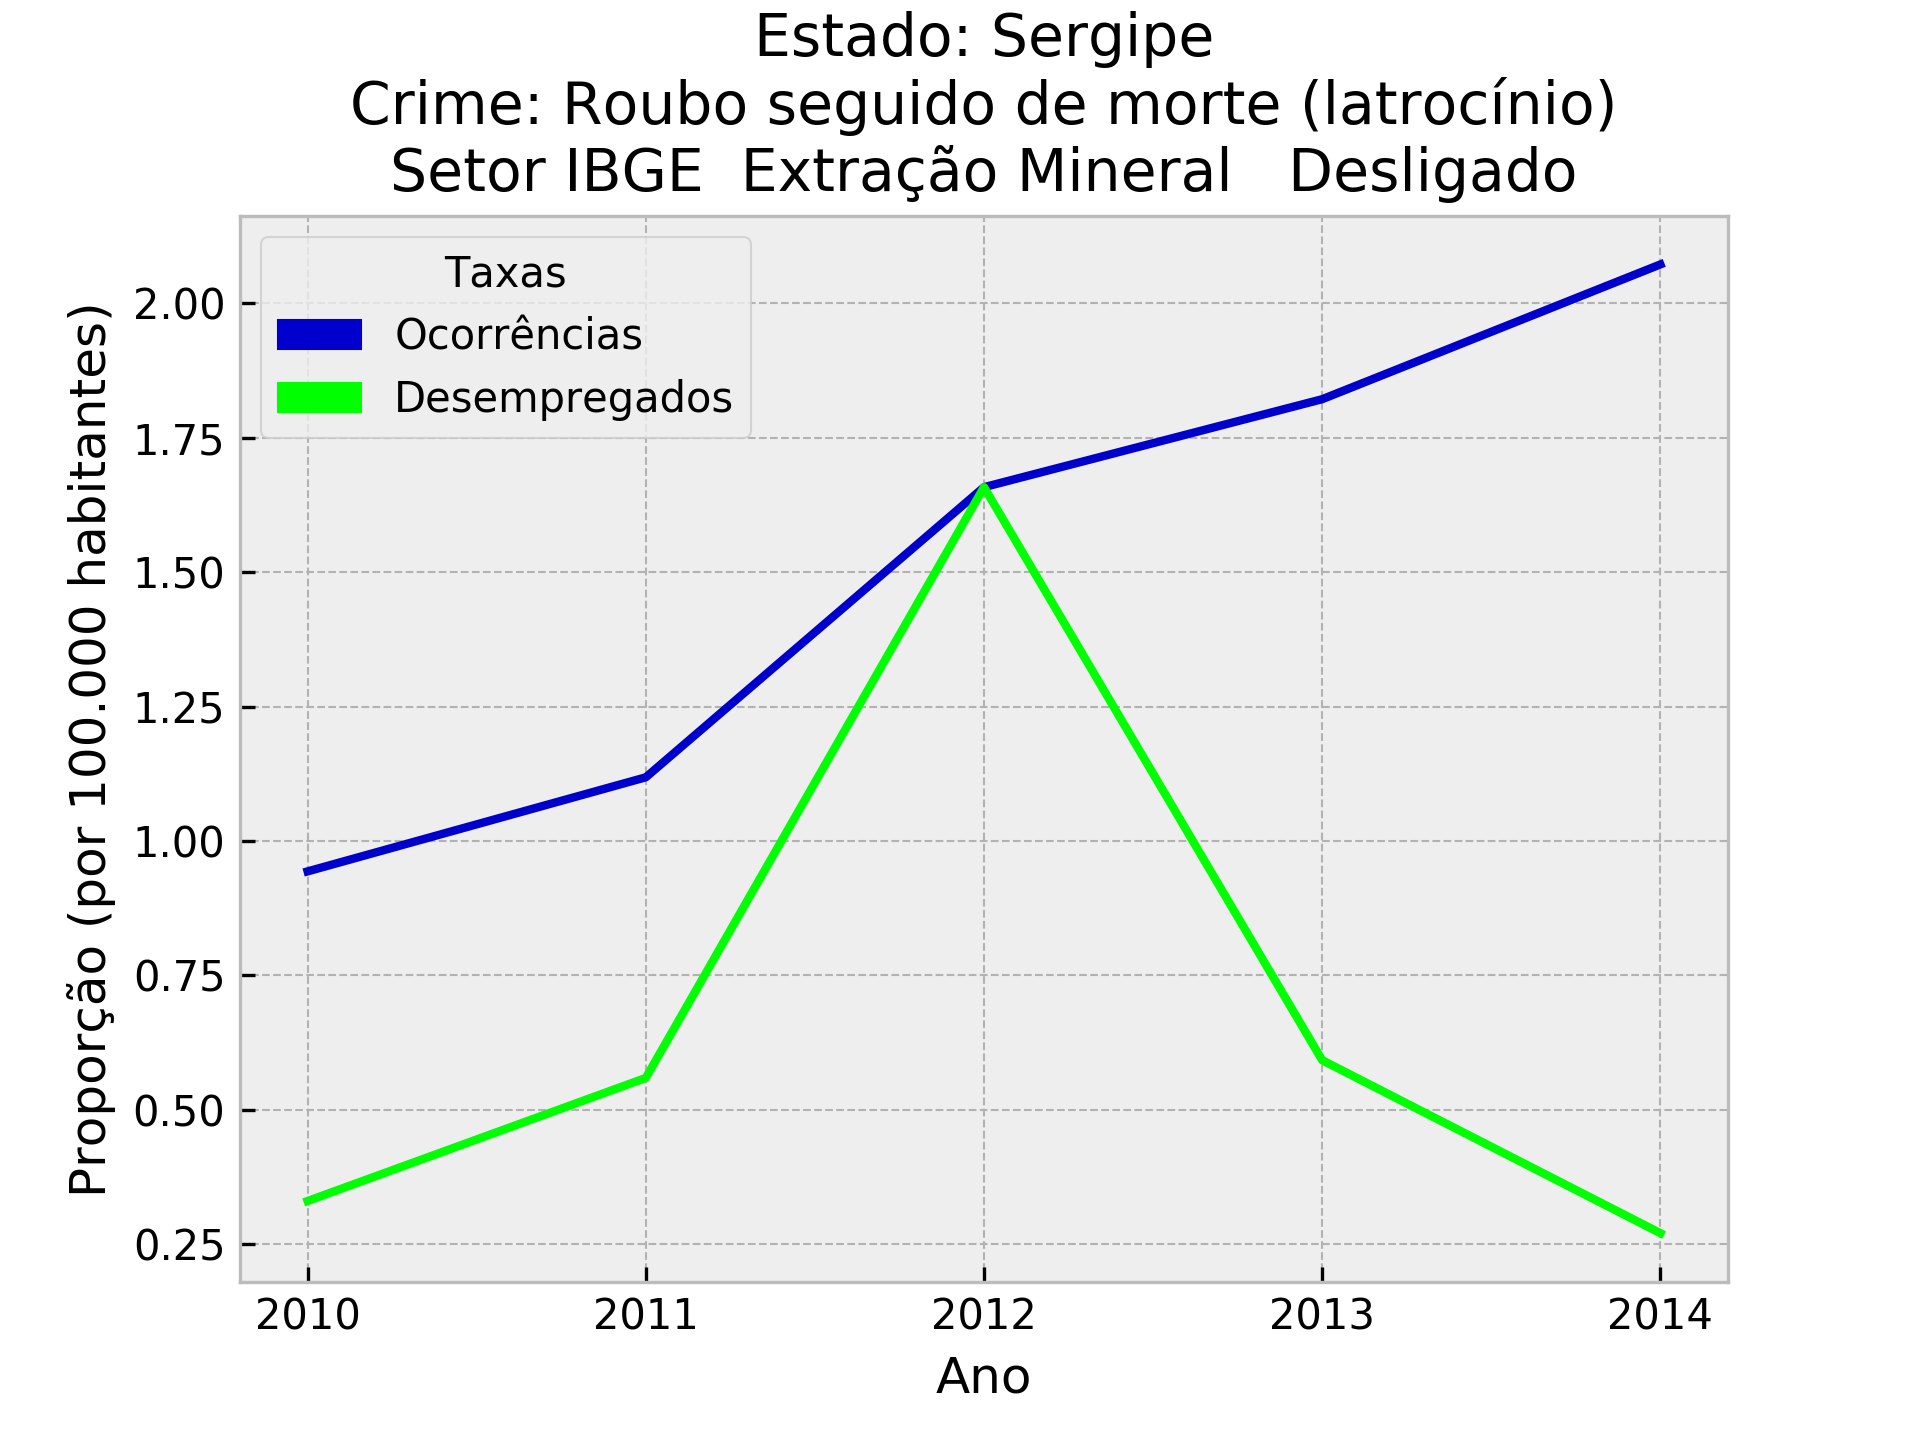 Estado: Sergipe
Crime: Roubo seguido de morte (latrocínio)
Setor IBGE  Extração Mineral   Desligado
Taxas
Ocorrências
Desempregados
Proporção (por 100.000 habitantes)
2.00
1.75
1.50
1.25
1.00
0.75
0.50
0.25
2010
2011
2012
2013
2014
Ano